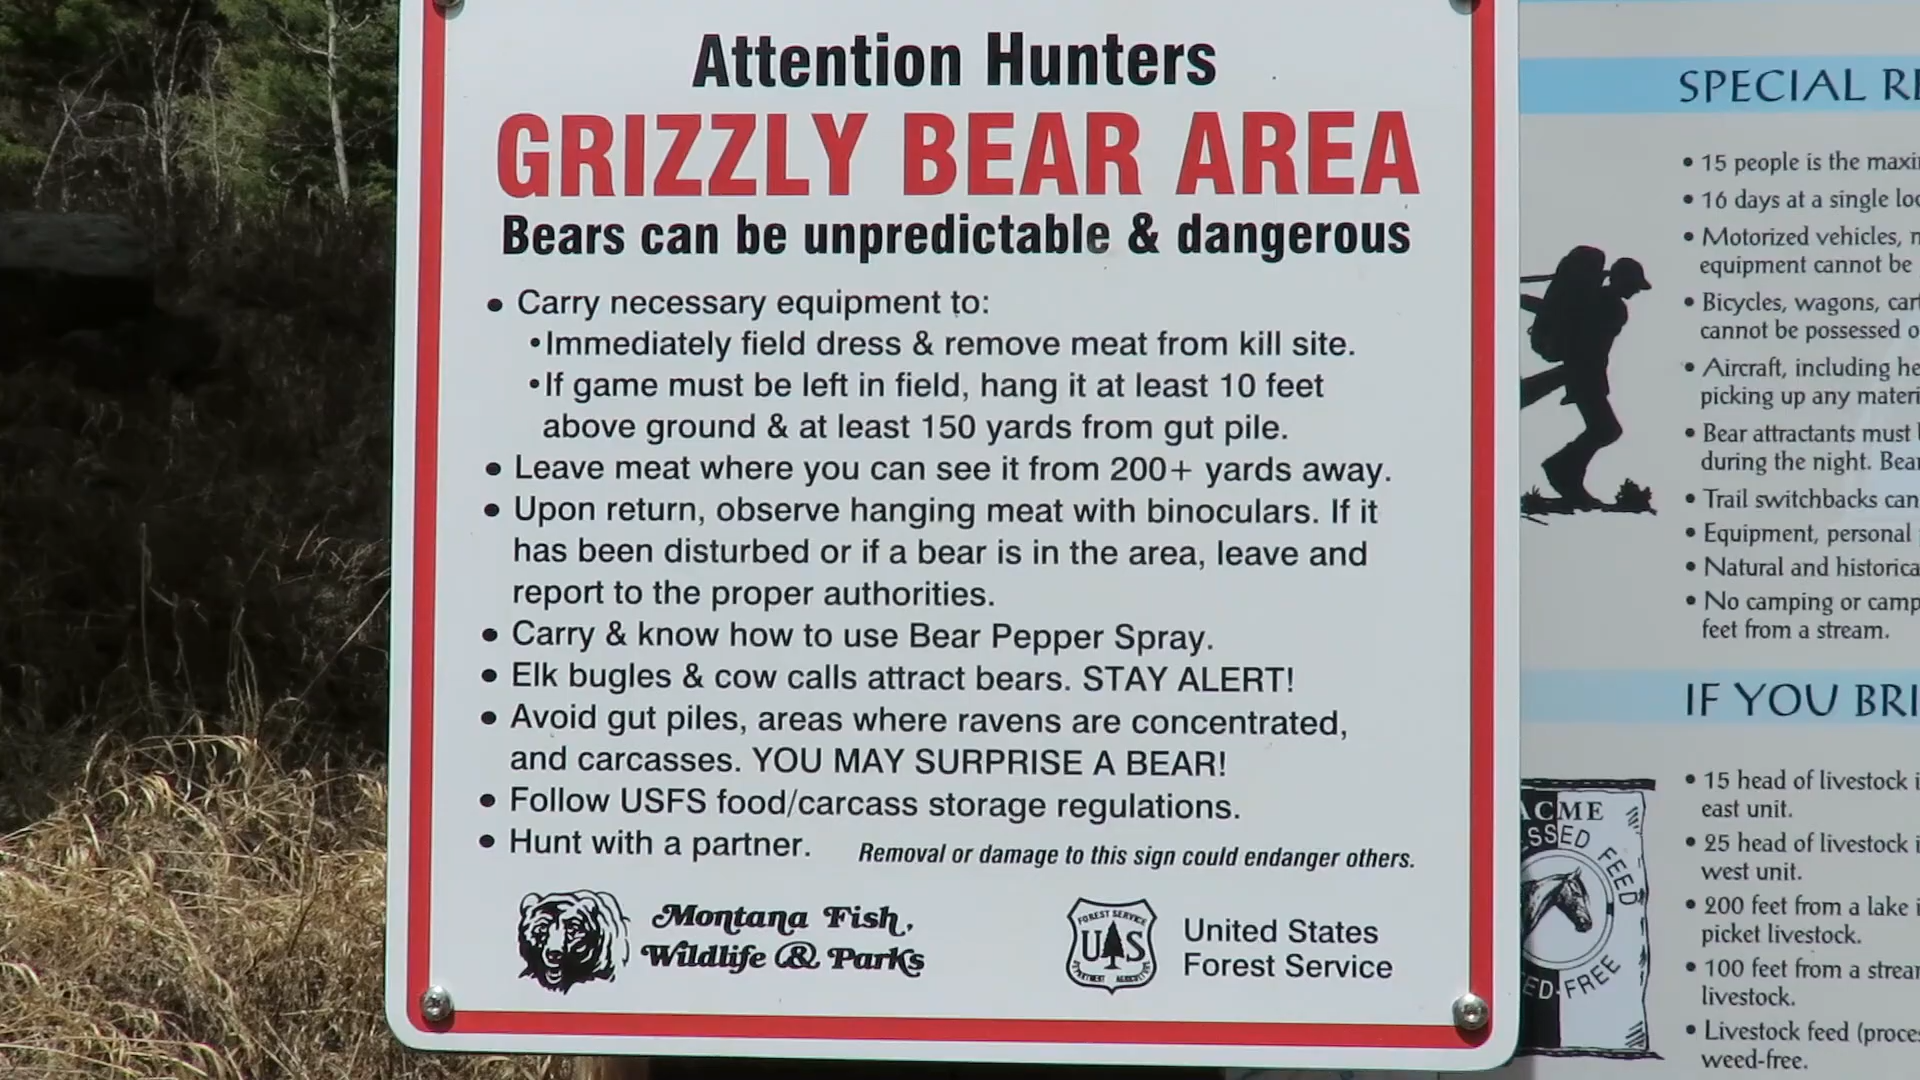 Attention Hunters
GRIZZLY BEAR AREA
Bears can be unpredictable & dangerous
• Carry necessary equipment to:
•Immediately field dress & remove meat from kill site.
•If game must be left in field, hang it at least 10 feet
above ground & at least 150 yards from gut pile.
• Leave meat where you can see it from 200+ yards away.
• Upon return, observe hanging meat with binoculars. If it
has been disturbed or if a bear is in the area, leave and
report to the proper authorities.
• Carry & know how to use Bear Pepper Spray.
• Elk bugles & cow calls attract bears. STAY ALERT!
• Avoid gut piles, areas where ravens are concentrated,
and carcasses. YOU MAY SURPRISE A BEAR!
• Follow USFS food/carcass storage regulations.
• Hunt with a partner.
Removal or damage to this sign could endanger others.
Montana Fish,
Wildlife & Parks
FOREST SERVICE
U S
DEPARTMENT AGRICULTURE
United States
Forest Service
SPECIAL
• 15 people is the
• 16 days at a single
• Motorized vehicles,
equipment cannot be
• Bicycles, wagons,
cannot be possessed
• Aircraft, including
picking up any
• Bear attractants must
during the night.
• Trail switchbacks
• Equipment, personal
• Natural and
• No camping or
feet from a stream.
IF YOU
• 15 head of livestock
east unit.
• 25 head of livestock
west unit.
• 200 feet from a lake
picket livestock.
• 100 feet from a
livestock.
• Livestock feed
weed-free.
ACME
FEED
FREE